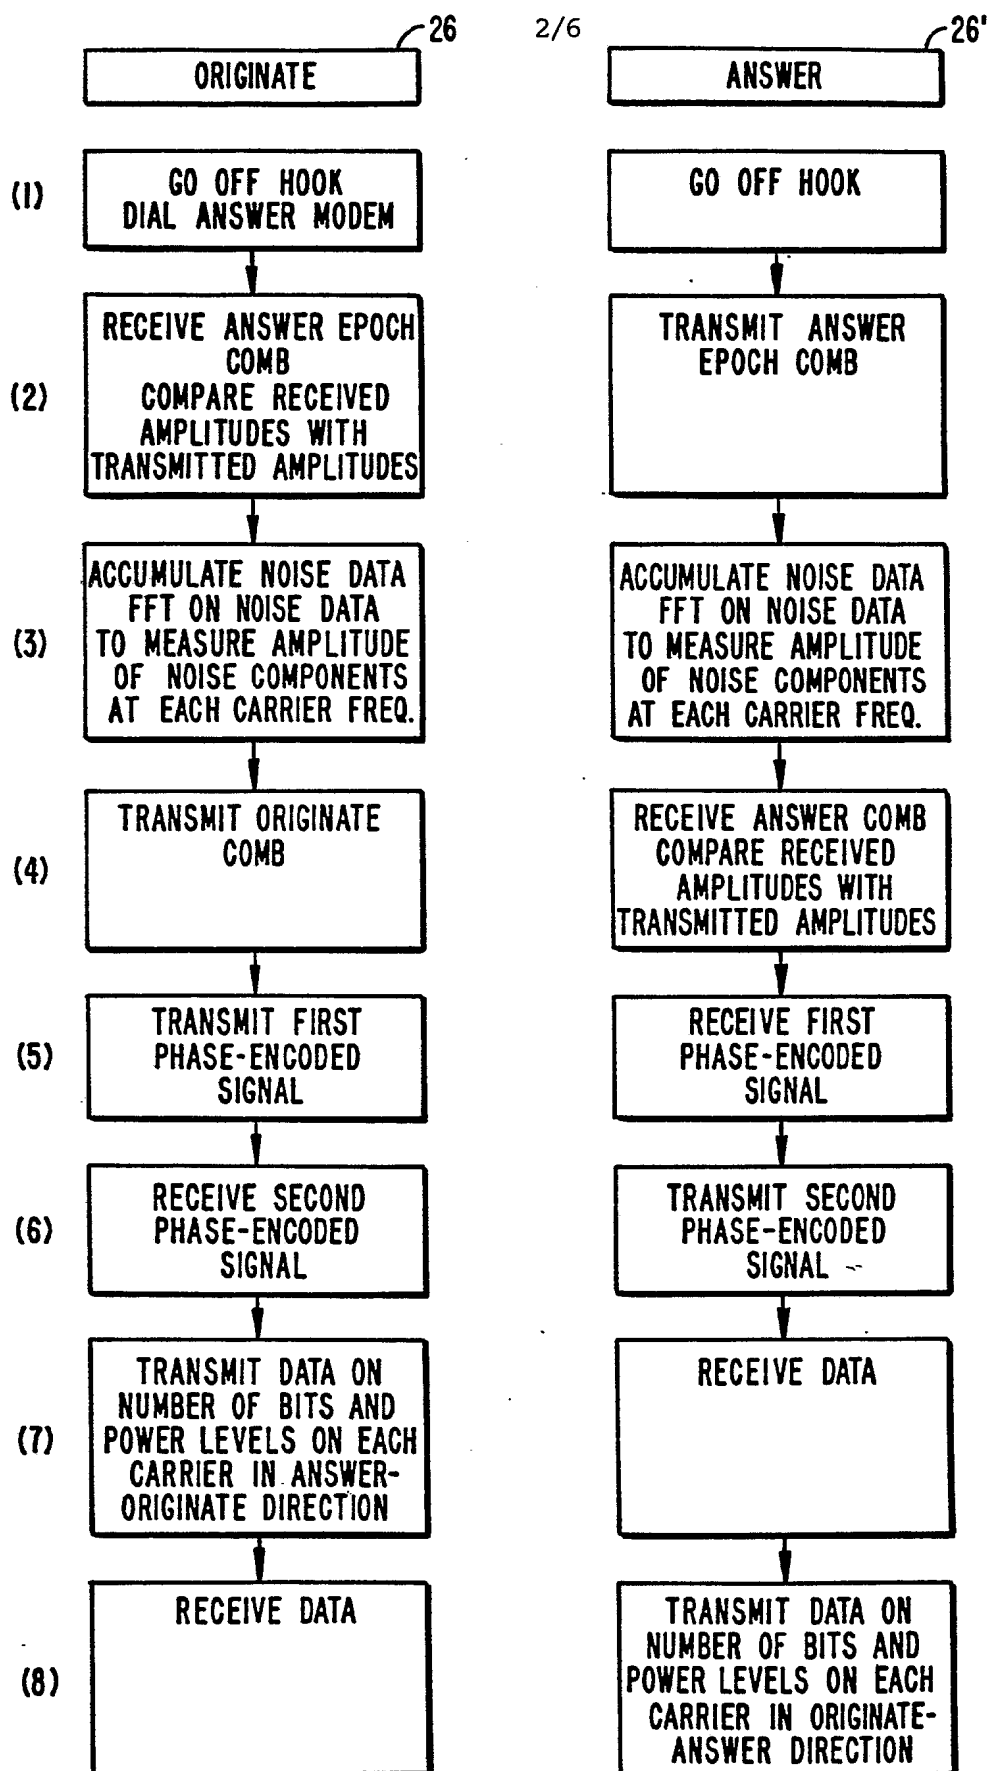 26
2/6
26'
ORIGINATE
ANSWER
(1)
GO OFF HOOK
DIAL ANSWER MODEM
GO OFF HOOK
(2)
RECEIVE ANSWER EPOCH
COMB
COMPARE RECEIVED
AMPLITUDES WITH
TRANSMITTED AMPLITUDES
TRANSMIT ANSWER
EPOCH COMB
(3)
ACCUMULATE NOISE DATA
FFT ON NOISE DATA
TO MEASURE AMPLITUDE
OF NOISE COMPONENTS
AT EACH CARRIER FREQ.
ACCUMULATE NOISE DATA
FFT ON NOISE DATA
TO MEASURE AMPLITUDE
OF NOISE COMPONENTS
AT EACH CARRIER FREQ.
(4)
TRANSMIT ORIGINATE
COMB
RECEIVE ANSWER COMB
COMPARE RECEIVED
AMPLITUDES WITH
TRANSMITTED AMPLITUDES
(5)
TRANSMIT FIRST
PHASE-ENCODED
SIGNAL
RECEIVE FIRST
PHASE-ENCODED
SIGNAL
(6)
RECEIVE SECOND
PHASE-ENCODED
SIGNAL
TRANSMIT SECOND
PHASE-ENCODED
SIGNAL
(7)
TRANSMIT DATA ON
NUMBER OF BITS AND
POWER LEVELS ON EACH
CARRIER IN ANSWER-
ORIGINATE DIRECTION
RECEIVE DATA
(8)
RECEIVE DATA
TRANSMIT DATA ON
NUMBER OF BITS AND
POWER LEVELS ON EACH
CARRIER IN ORIGINATE-
ANSWER DIRECTION